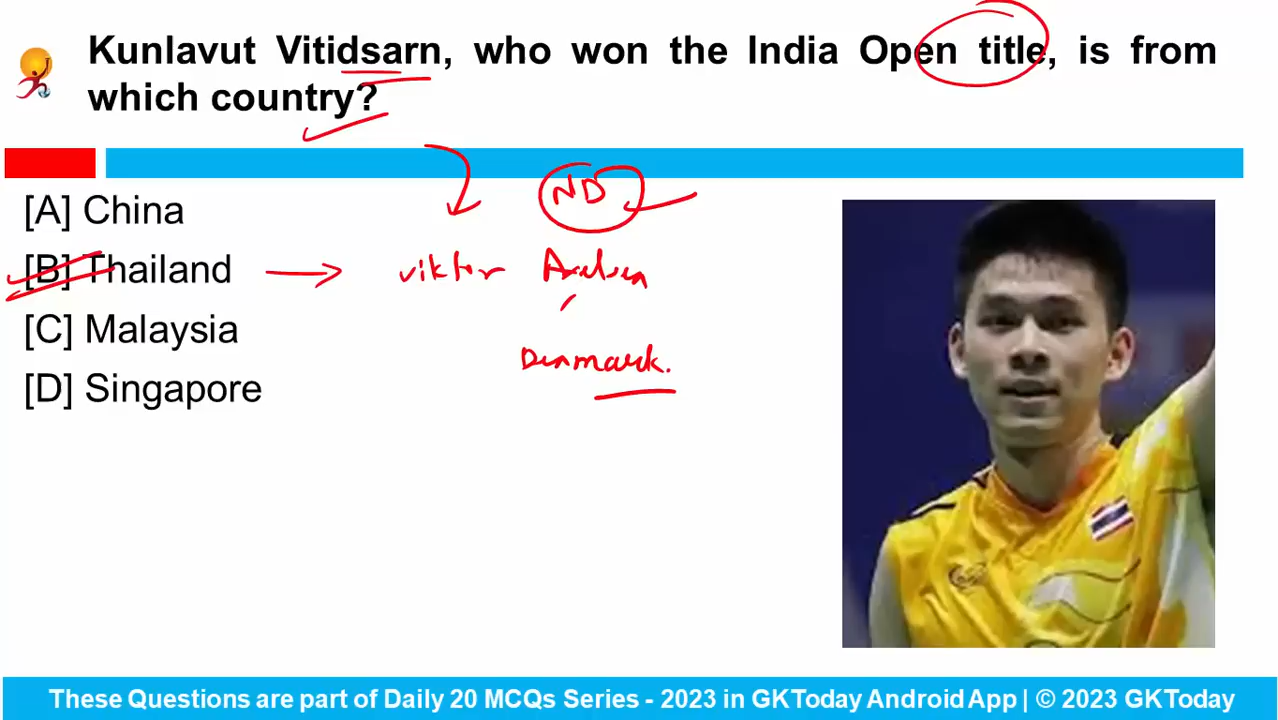 Kunlavut Vitidsarn, who won the India Open title, is from
which country?
ND
[A] China
[B] Thailand
viktor Axelsen
[C] Malaysia
Denmark.
[D] Singapore
These Questions are part of Daily 20 MCQs Series - 2023 in GKToday Android App | © 2023 GKToday